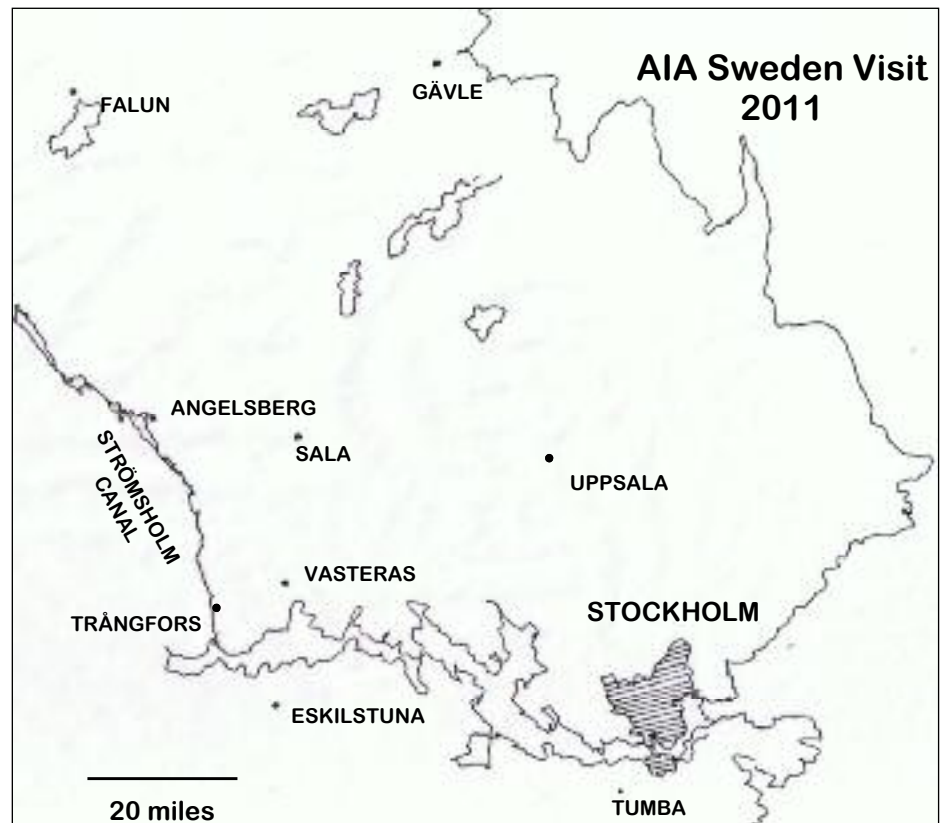 AIA Sweden Visit
2011
GÄVLE
FALUN
ANGELSBERG
SALA
UPPSALA
STRÖMSHOLM
CANAL
VASTERAS
STOCKHOLM
TRÅNGFORS
ESKILSTUNA
20 miles
TUMBA